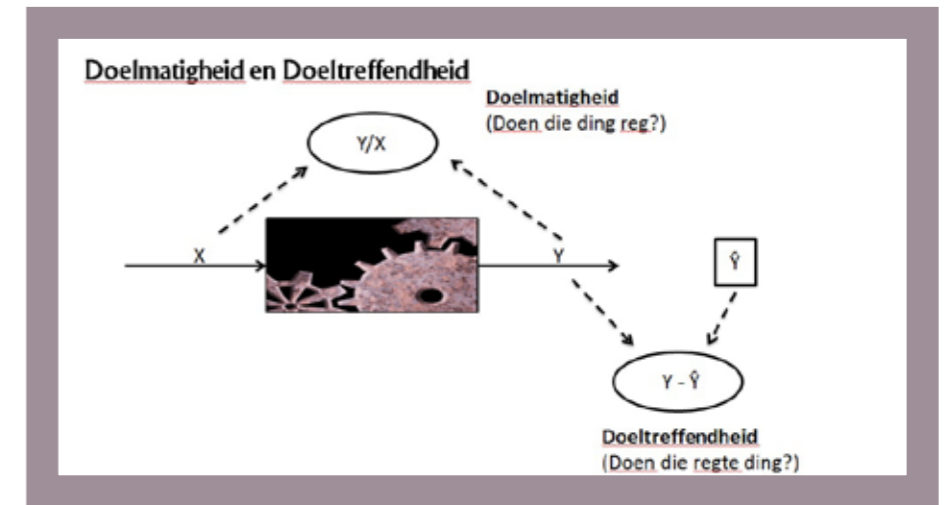 Doelmatigheid en Doeltreffendheid
Doelmatigheid
(Doen die ding reg?)
Y/X
X
Y
Ŷ
Y - Ŷ
Doeltreffendheid
(Doen die regte ding?)